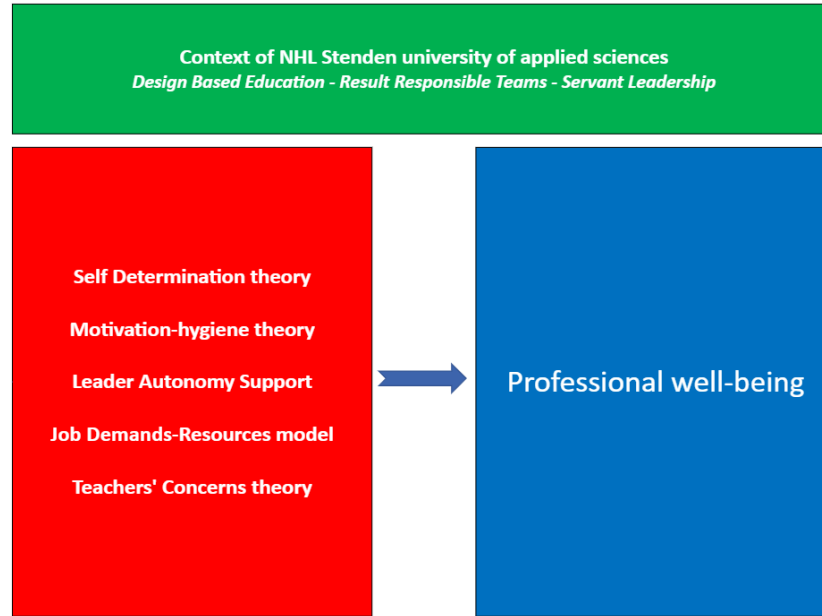 Context of NHL Stenden university of applied sciences
Design Based Education - Result Responsible Teams - Servant Leadership
Self Determination theory
Motivation-hygiene theory
Leader Autonomy Support
Job Demands-Resources model
Teachers' Concerns theory
Professional well-being